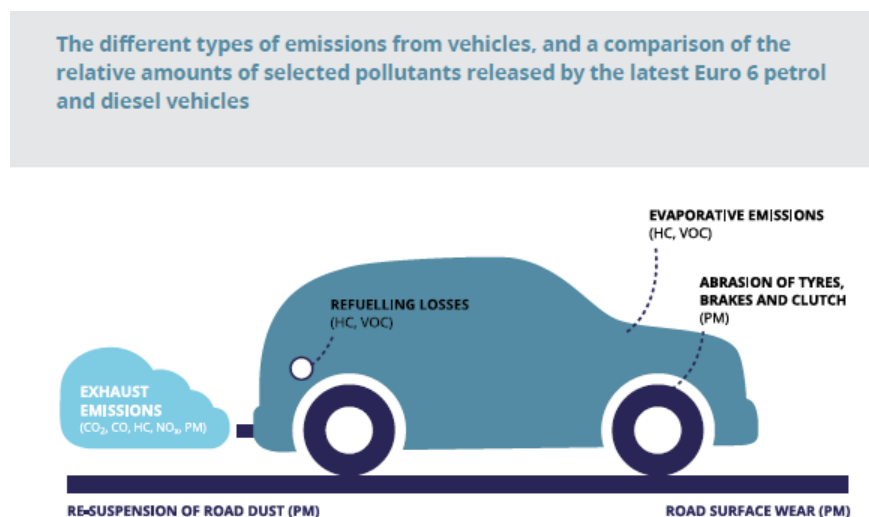 The different types of emissions from vehicles, and a comparison of the
relative amounts of selected pollutants released by the latest Euro 6 petrol
and diesel vehicles
EVAPORATIVE EMISSIONS
(HC, VOC)
ABRASION OF TYRES,
BRAKES AND CLUTCH
(PM)
REFUELLING LOSSES
(HC, VOC)
EXHAUST
EMISSIONS
(CO₂, CO, HC, NOₓ, PM)
RE-SUSPENSION OF ROAD DUST (PM)
ROAD SURFACE WEAR (PM)